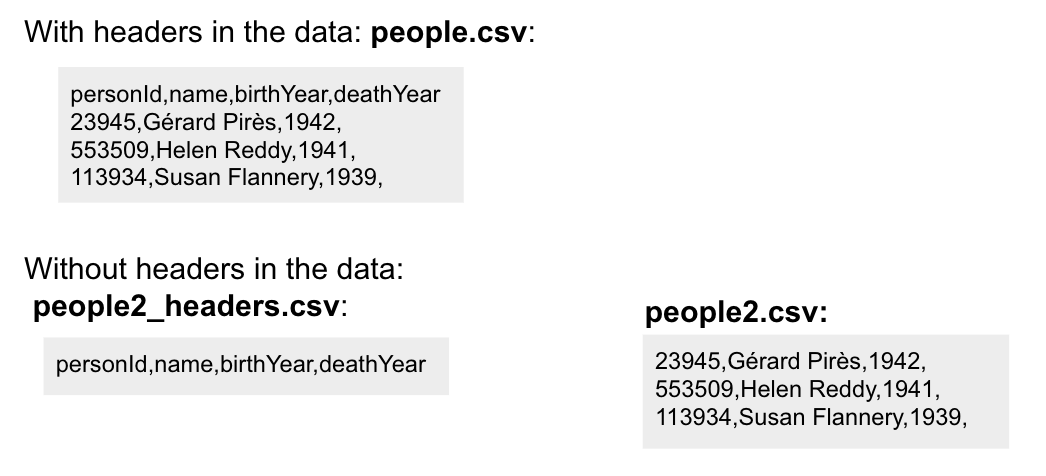 With headers in the data: people.csv:
personId,name,birthYear,deathYear
23945,Gérard Pirès,1942,
553509,Helen Reddy,1941,
113934,Susan Flannery,1939,
Without headers in the data:
people2_headers.csv:
personId,name,birthYear,deathYear
people2.csv:
23945,Gérard Pirès,1942,
553509,Helen Reddy,1941,
113934,Susan Flannery,1939,